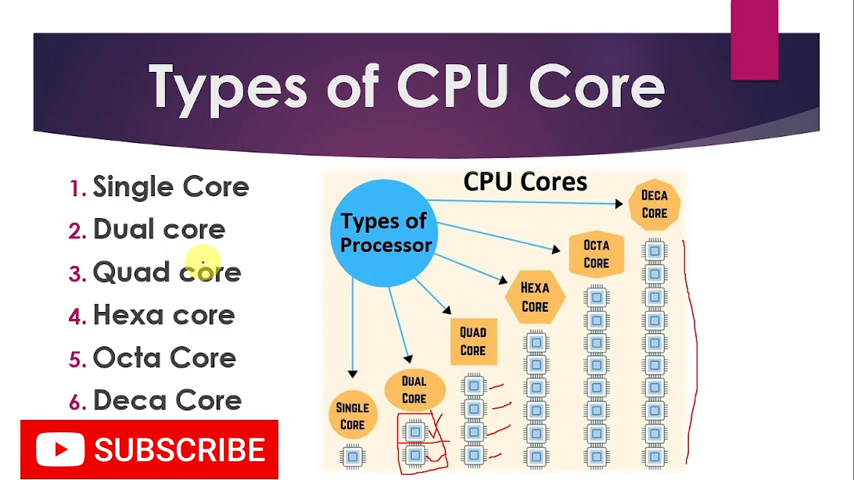 Types of CPU Core
1. Single Core
2. Dual core
3. Quad core
4. Hexa core
5. Octa Core
6. Deca Core
SUBSCRIBE
CPU Cores
Types of
Processor
DECA
CORE
OCTA
CORE
HEXA
CORE
QUAD
CORE
DUAL
CORE
SINGLE
CORE